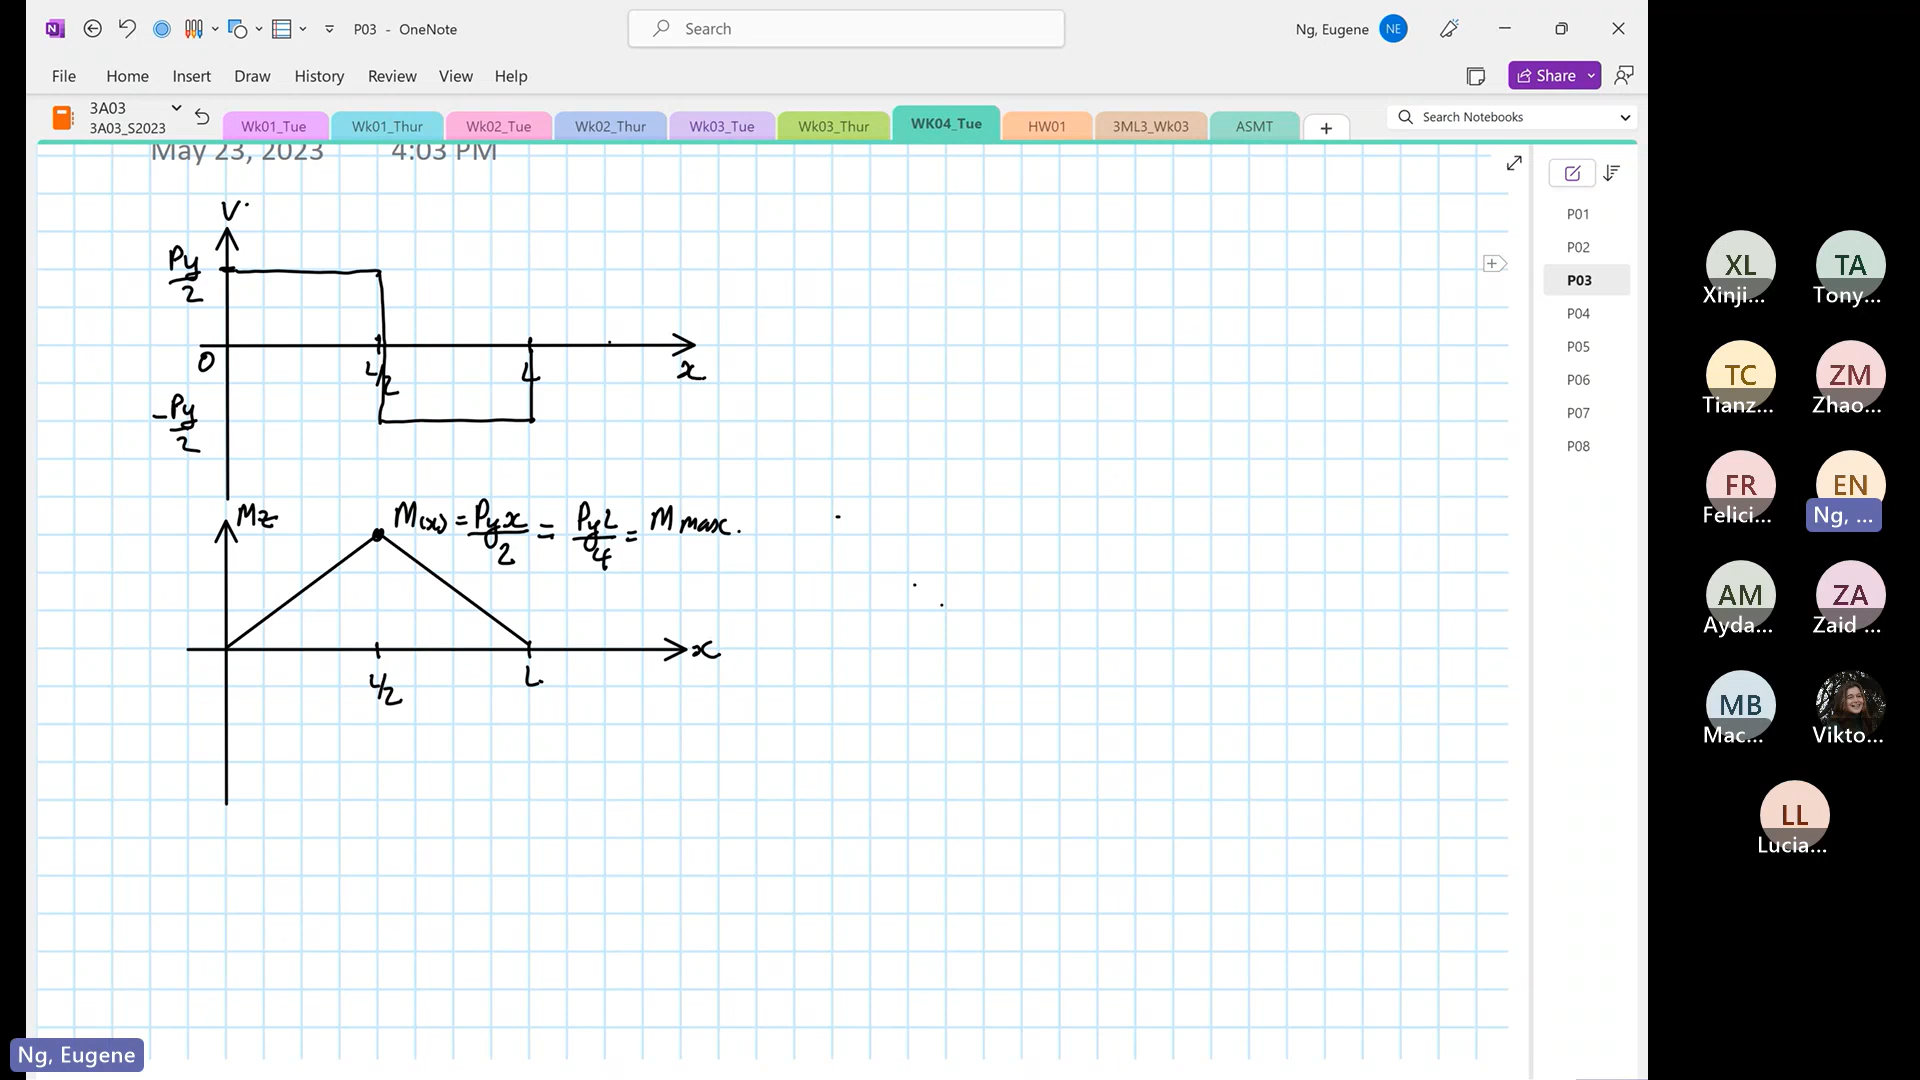 P03 - OneNote
Search
Ng, Eugene
NE
File Home Insert Draw History Review View Help
Share
3A03
3A03_S2023
Wk01_Tue Wk01_Thur Wk02_Tue Wk02_Thur Wk03_Tue Wk03_Thur WK04_Tue HW01 3ML3_Wk03 ASMT +
Search Notebooks
May 23, 2023 4:03 PM
V
Py/2
0 L/2 L x
-Py/2
Mz
M(x) = Pyx/2 = PyL/4 = M max.
x
L/2 L
P01
P02
P03
P04
P05
P06
P07
P08
XL
Xinji...
TA
Tony...
TC
Tianz...
ZM
Zhao...
FR
Felici...
EN
Ng, ...
AM
Ayda...
ZA
Zaid ...
MB
Mac...
Vikto...
LL
Lucia...
Ng, Eugene